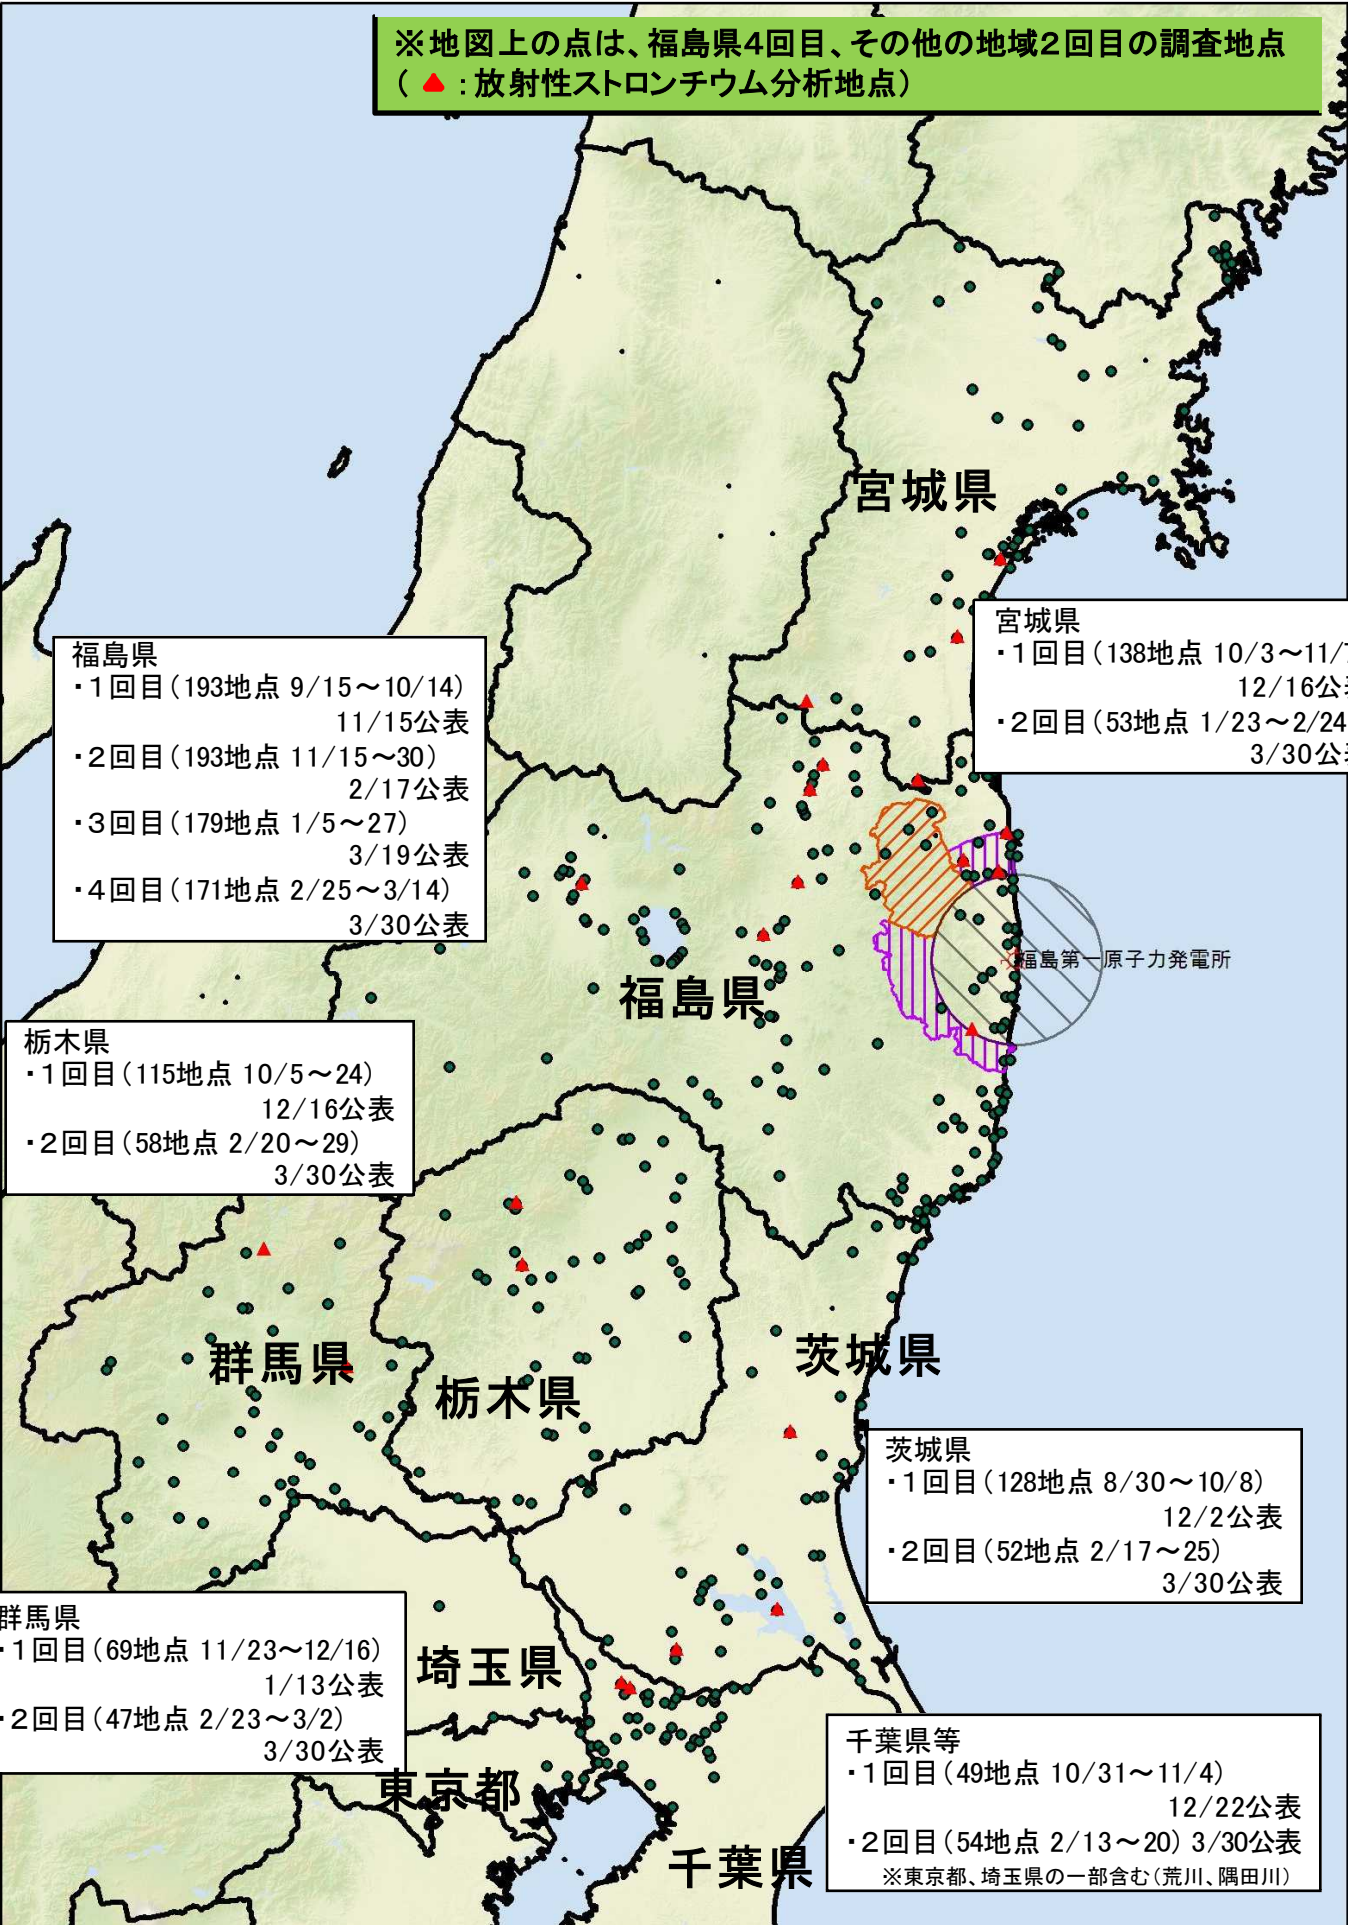 ※地図上の点は、福島県4回目、その他の地域2回目の調査地点
(▲:放射性ストロンチウム分析地点)
宮城県
宮城県
・1回目(138地点 10/3～11/7
12/16公表
・2回目(53地点 1/23～2/24
3/30公表
福島県
・1回目(193地点 9/15～10/14)
11/15公表
・2回目(193地点 11/15～30)
2/17公表
・3回目(179地点 1/5～27)
3/19公表
・4回目(171地点 2/25～3/14)
3/30公表
福島第一原子力発電所
福島県
栃木県
・1回目(115地点 10/5～24)
12/16公表
・2回目(58地点 2/20～29)
3/30公表
群馬県
栃木県
茨城県
茨城県
・1回目(128地点 8/30～10/8)
12/2公表
・2回目(52地点 2/17～25)
3/30公表
群馬県
・1回目(69地点 11/23～12/16)
1/13公表
・2回目(47地点 2/23～3/2)
3/30公表
埼玉県
東京都
千葉県
千葉県等
・1回目(49地点 10/31～11/4)
12/22公表
・2回目(54地点 2/13～20) 3/30公表
※東京都、埼玉県の一部含む(荒川、隅田川)